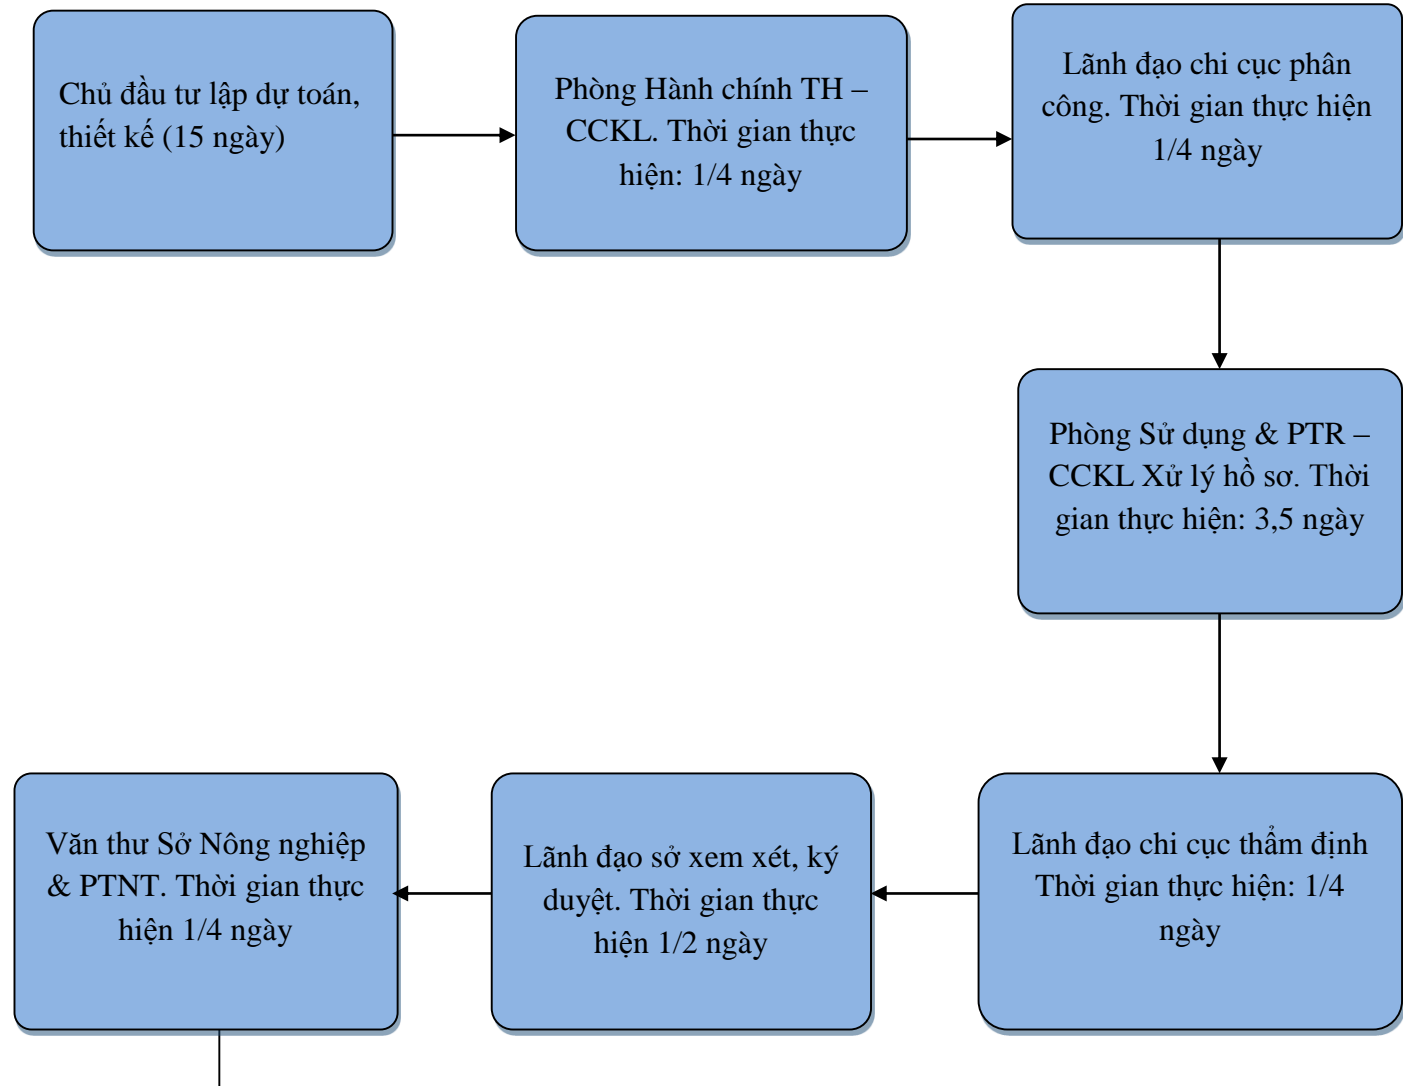 Chủ đầu tư lập dự toán,
thiết kế (15 ngày)
Phòng Hành chính TH –
CCKL. Thời gian thực
hiện: 1/4 ngày
Lãnh đạo chi cục phân
công. Thời gian thực hiện
1/4 ngày
Phòng Sử dụng & PTR –
CCKL Xử lý hồ sơ. Thời
gian thực hiện: 3,5 ngày
Lãnh đạo chi cục thẩm định
Thời gian thực hiện: 1/4
ngày
Lãnh đạo sở xem xét, ký
duyệt. Thời gian thực
hiện 1/2 ngày
Văn thư Sở Nông nghiệp
& PTNT. Thời gian thực
hiện 1/4 ngày